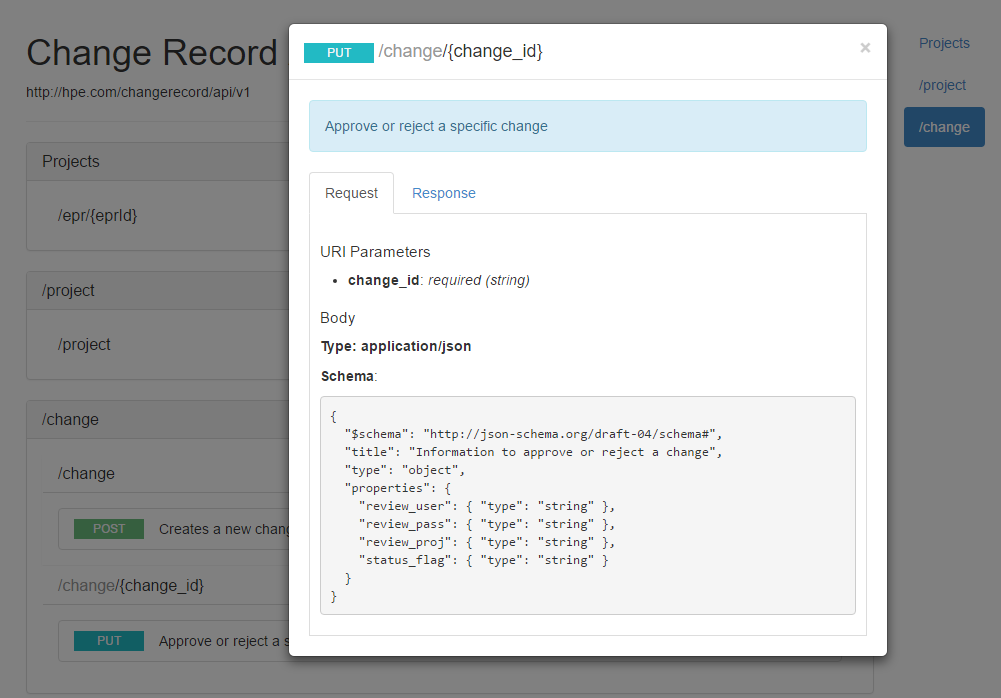 Change Record
http://hpe.com/changerecord/api/v1
Projects
/epr/{eprId}
/project
/project
/change
/change
POST Creates a new chang
/change/{change_id}
PUT Approve or reject a s
PUT /change/{change_id} ×
Approve or reject a specific change
Request Response
URI Parameters
• change_id: required (string)
Body
Type: application/json
Schema:
{
  "$schema": "http://json-schema.org/draft-04/schema#",
  "title": "Information to approve or reject a change",
  "type": "object",
  "properties": {
    "review_user": { "type": "string" },
    "review_pass": { "type": "string" },
    "review_proj": { "type": "string" },
    "status_flag": { "type": "string" }
  }
}
Projects
/project
/change